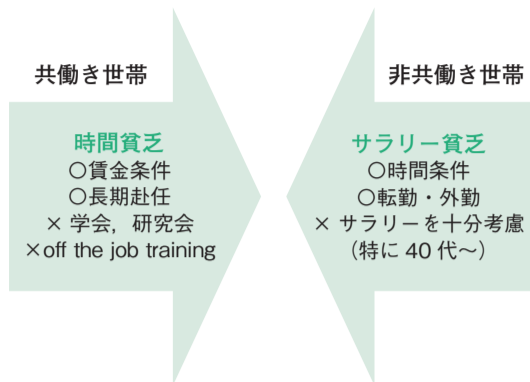 共働き世帯
時間貧乏
○賃金条件
○長期赴任
× 学会，研究会
×off the job training
非共働き世帯
サラリー貧乏
○時間条件
○転勤・外勤
× サラリーを十分考慮
（特に 40 代〜）